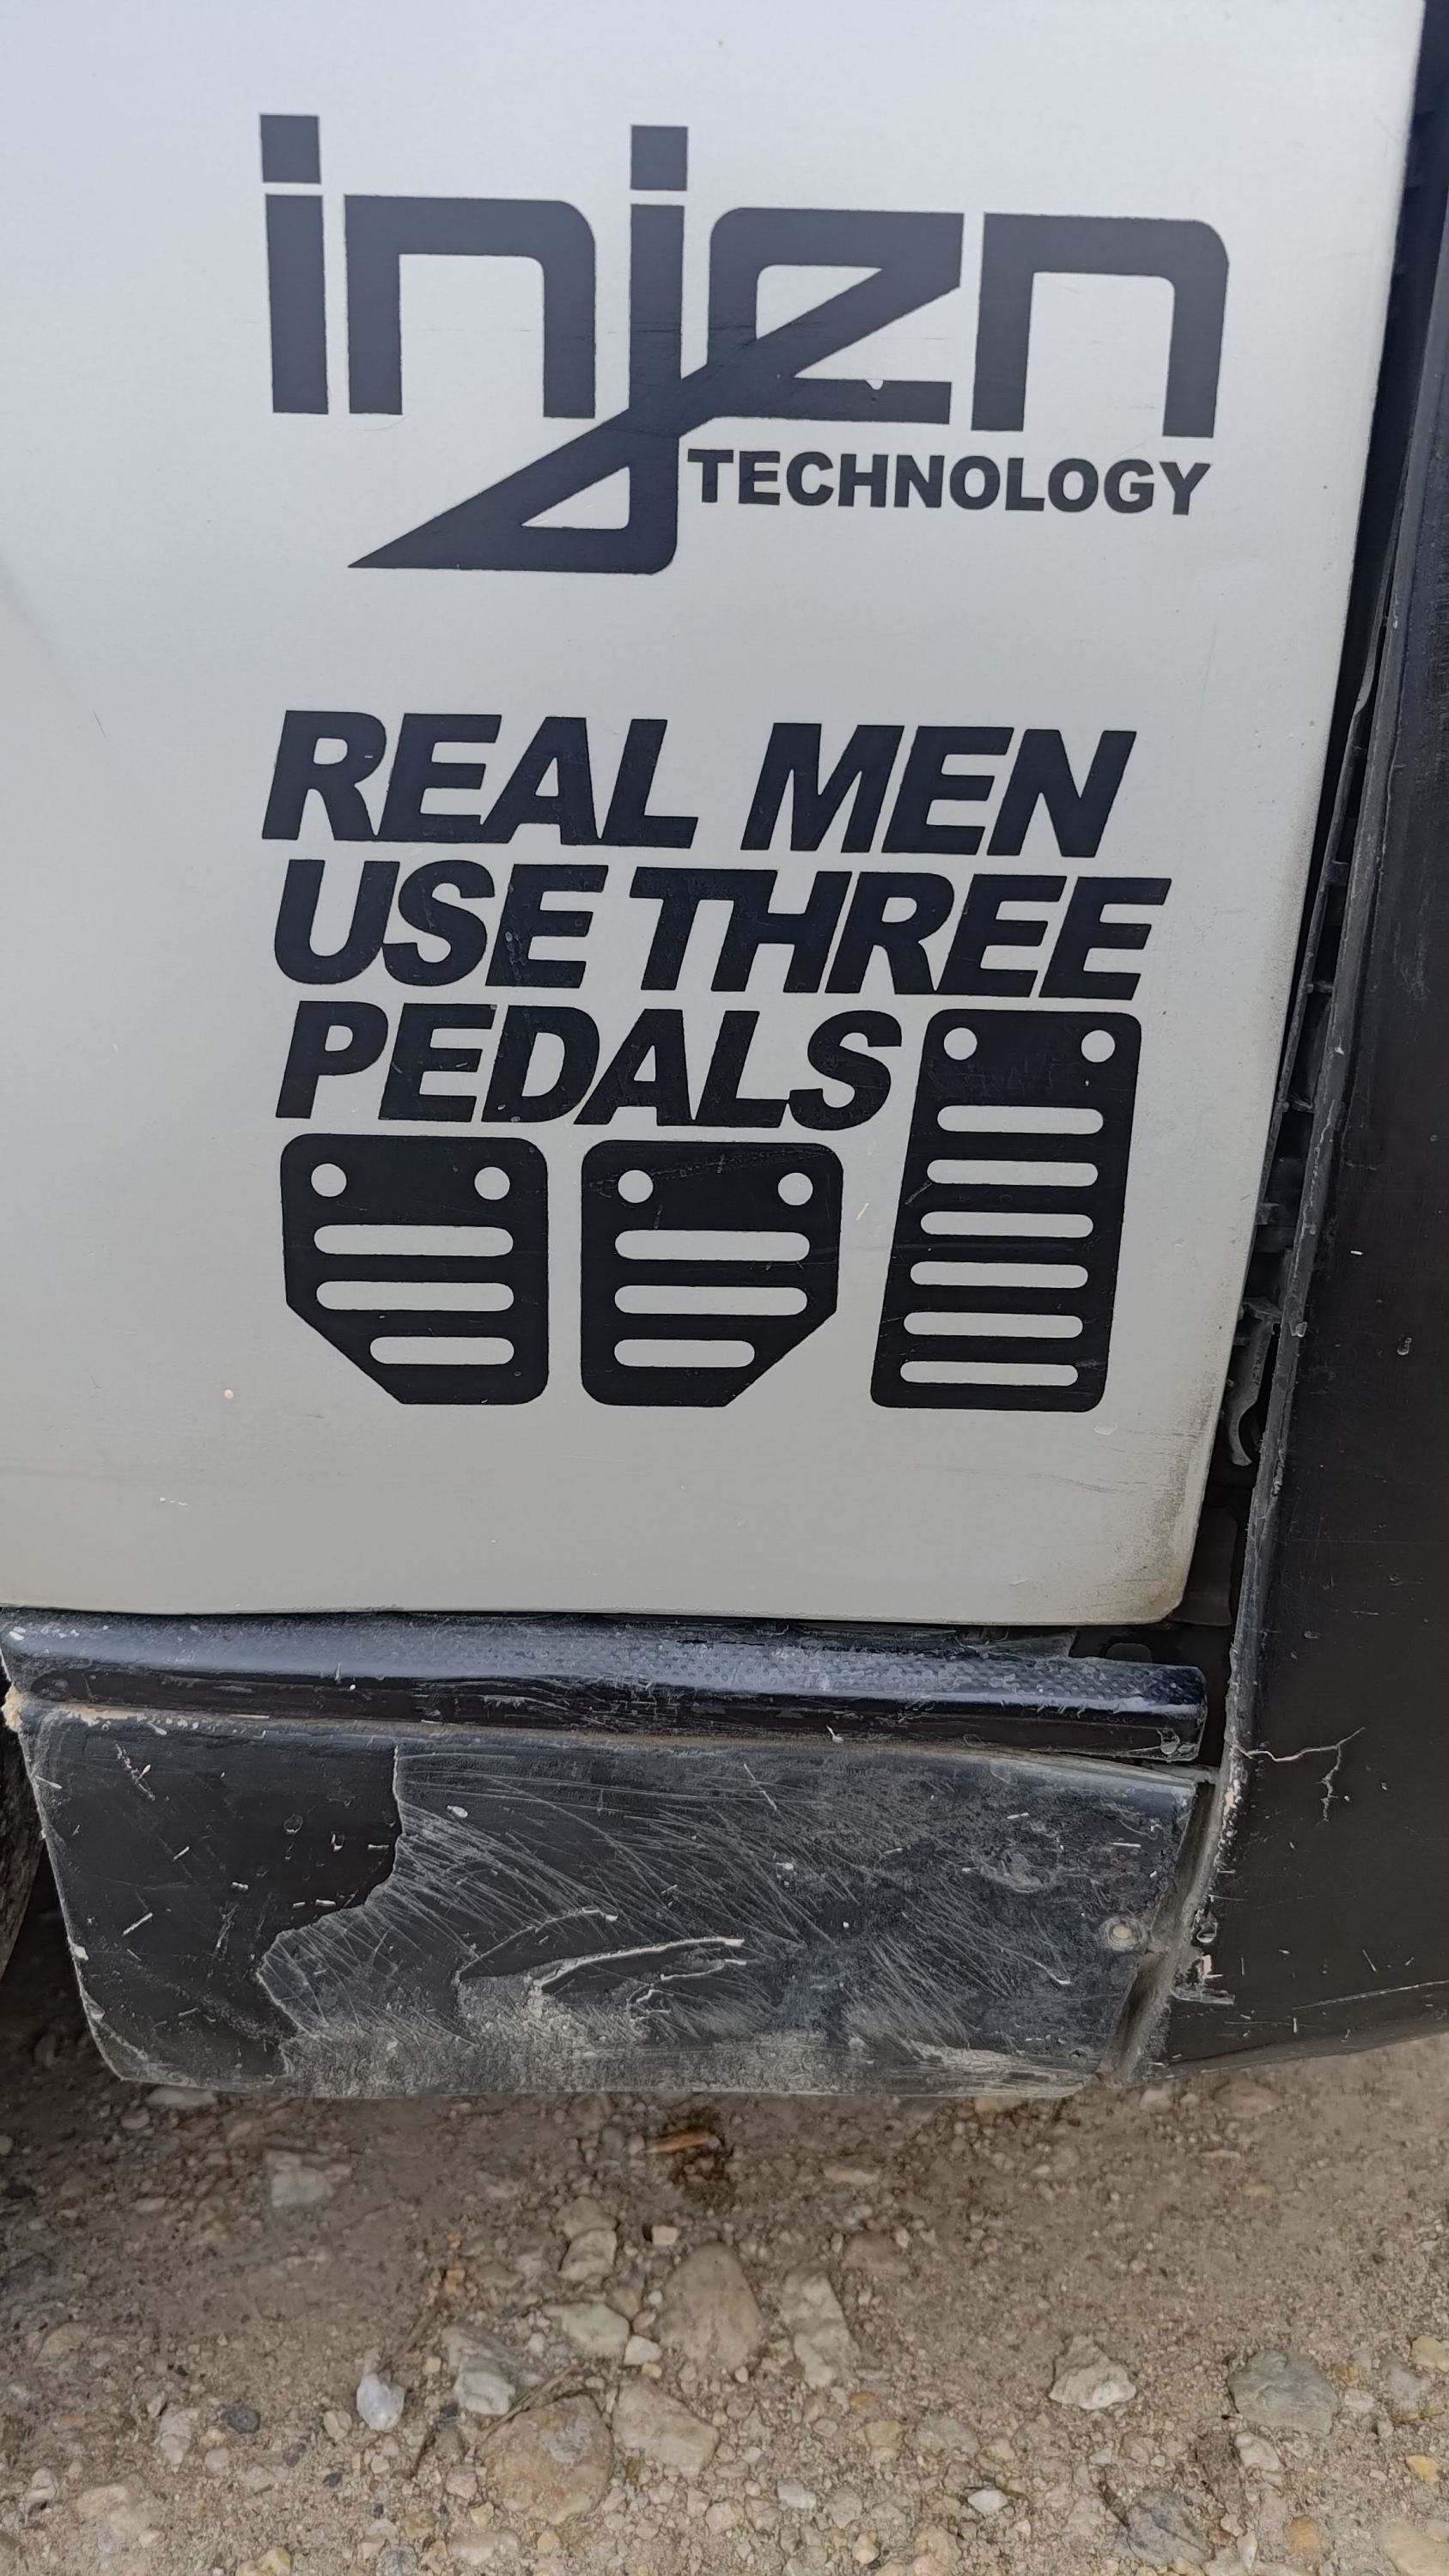 injen
TECHNOLOGY
REAL MEN
USE THREE
PEDALS